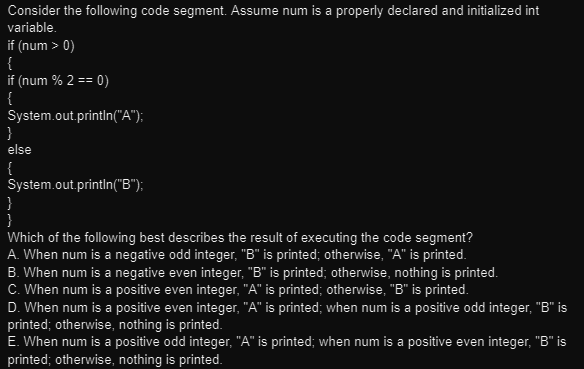 Consider the following code segment. Assume num is a properly declared and initialized int
variable.
if (num > 0)
{
if (num % 2 == 0)
{
System.out.println("A");
}
else
{
System.out.println("B");
}
}
Which of the following best describes the result of executing the code segment?
A. When num is a negative odd integer, "B" is printed; otherwise, "A" is printed.
B. When num is a negative even integer, "B" is printed; otherwise, nothing is printed.
C. When num is a positive even integer, "A" is printed; otherwise, "B" is printed.
D. When num is a positive even integer, "A" is printed; when num is a positive odd integer, "B" is
printed; otherwise, nothing is printed.
E. When num is a positive odd integer, "A" is printed; when num is a positive even integer, "B" is
printed; otherwise, nothing is printed.